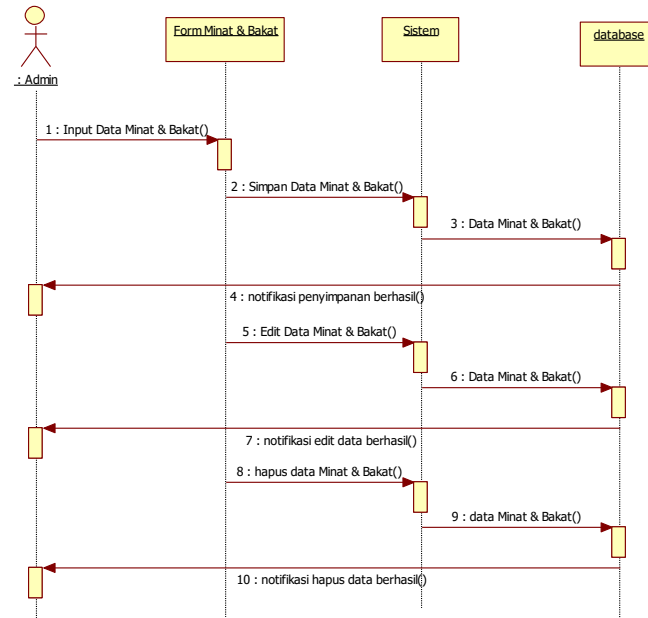 Form Minat & Bakat
Sistem
database
: Admin
1 : Input Data Minat & Bakat()
2 : Simpan Data Minat & Bakat()
3 : Data Minat & Bakat()
4 : notifikasi penyimpanan berhasil()
5 : Edit Data Minat & Bakat()
6 : Data Minat & Bakat()
7 : notifikasi edit data berhasil()
8 : hapus data Minat & Bakat()
9 : data Minat & Bakat()
10 : notifikasi hapus data berhasil()